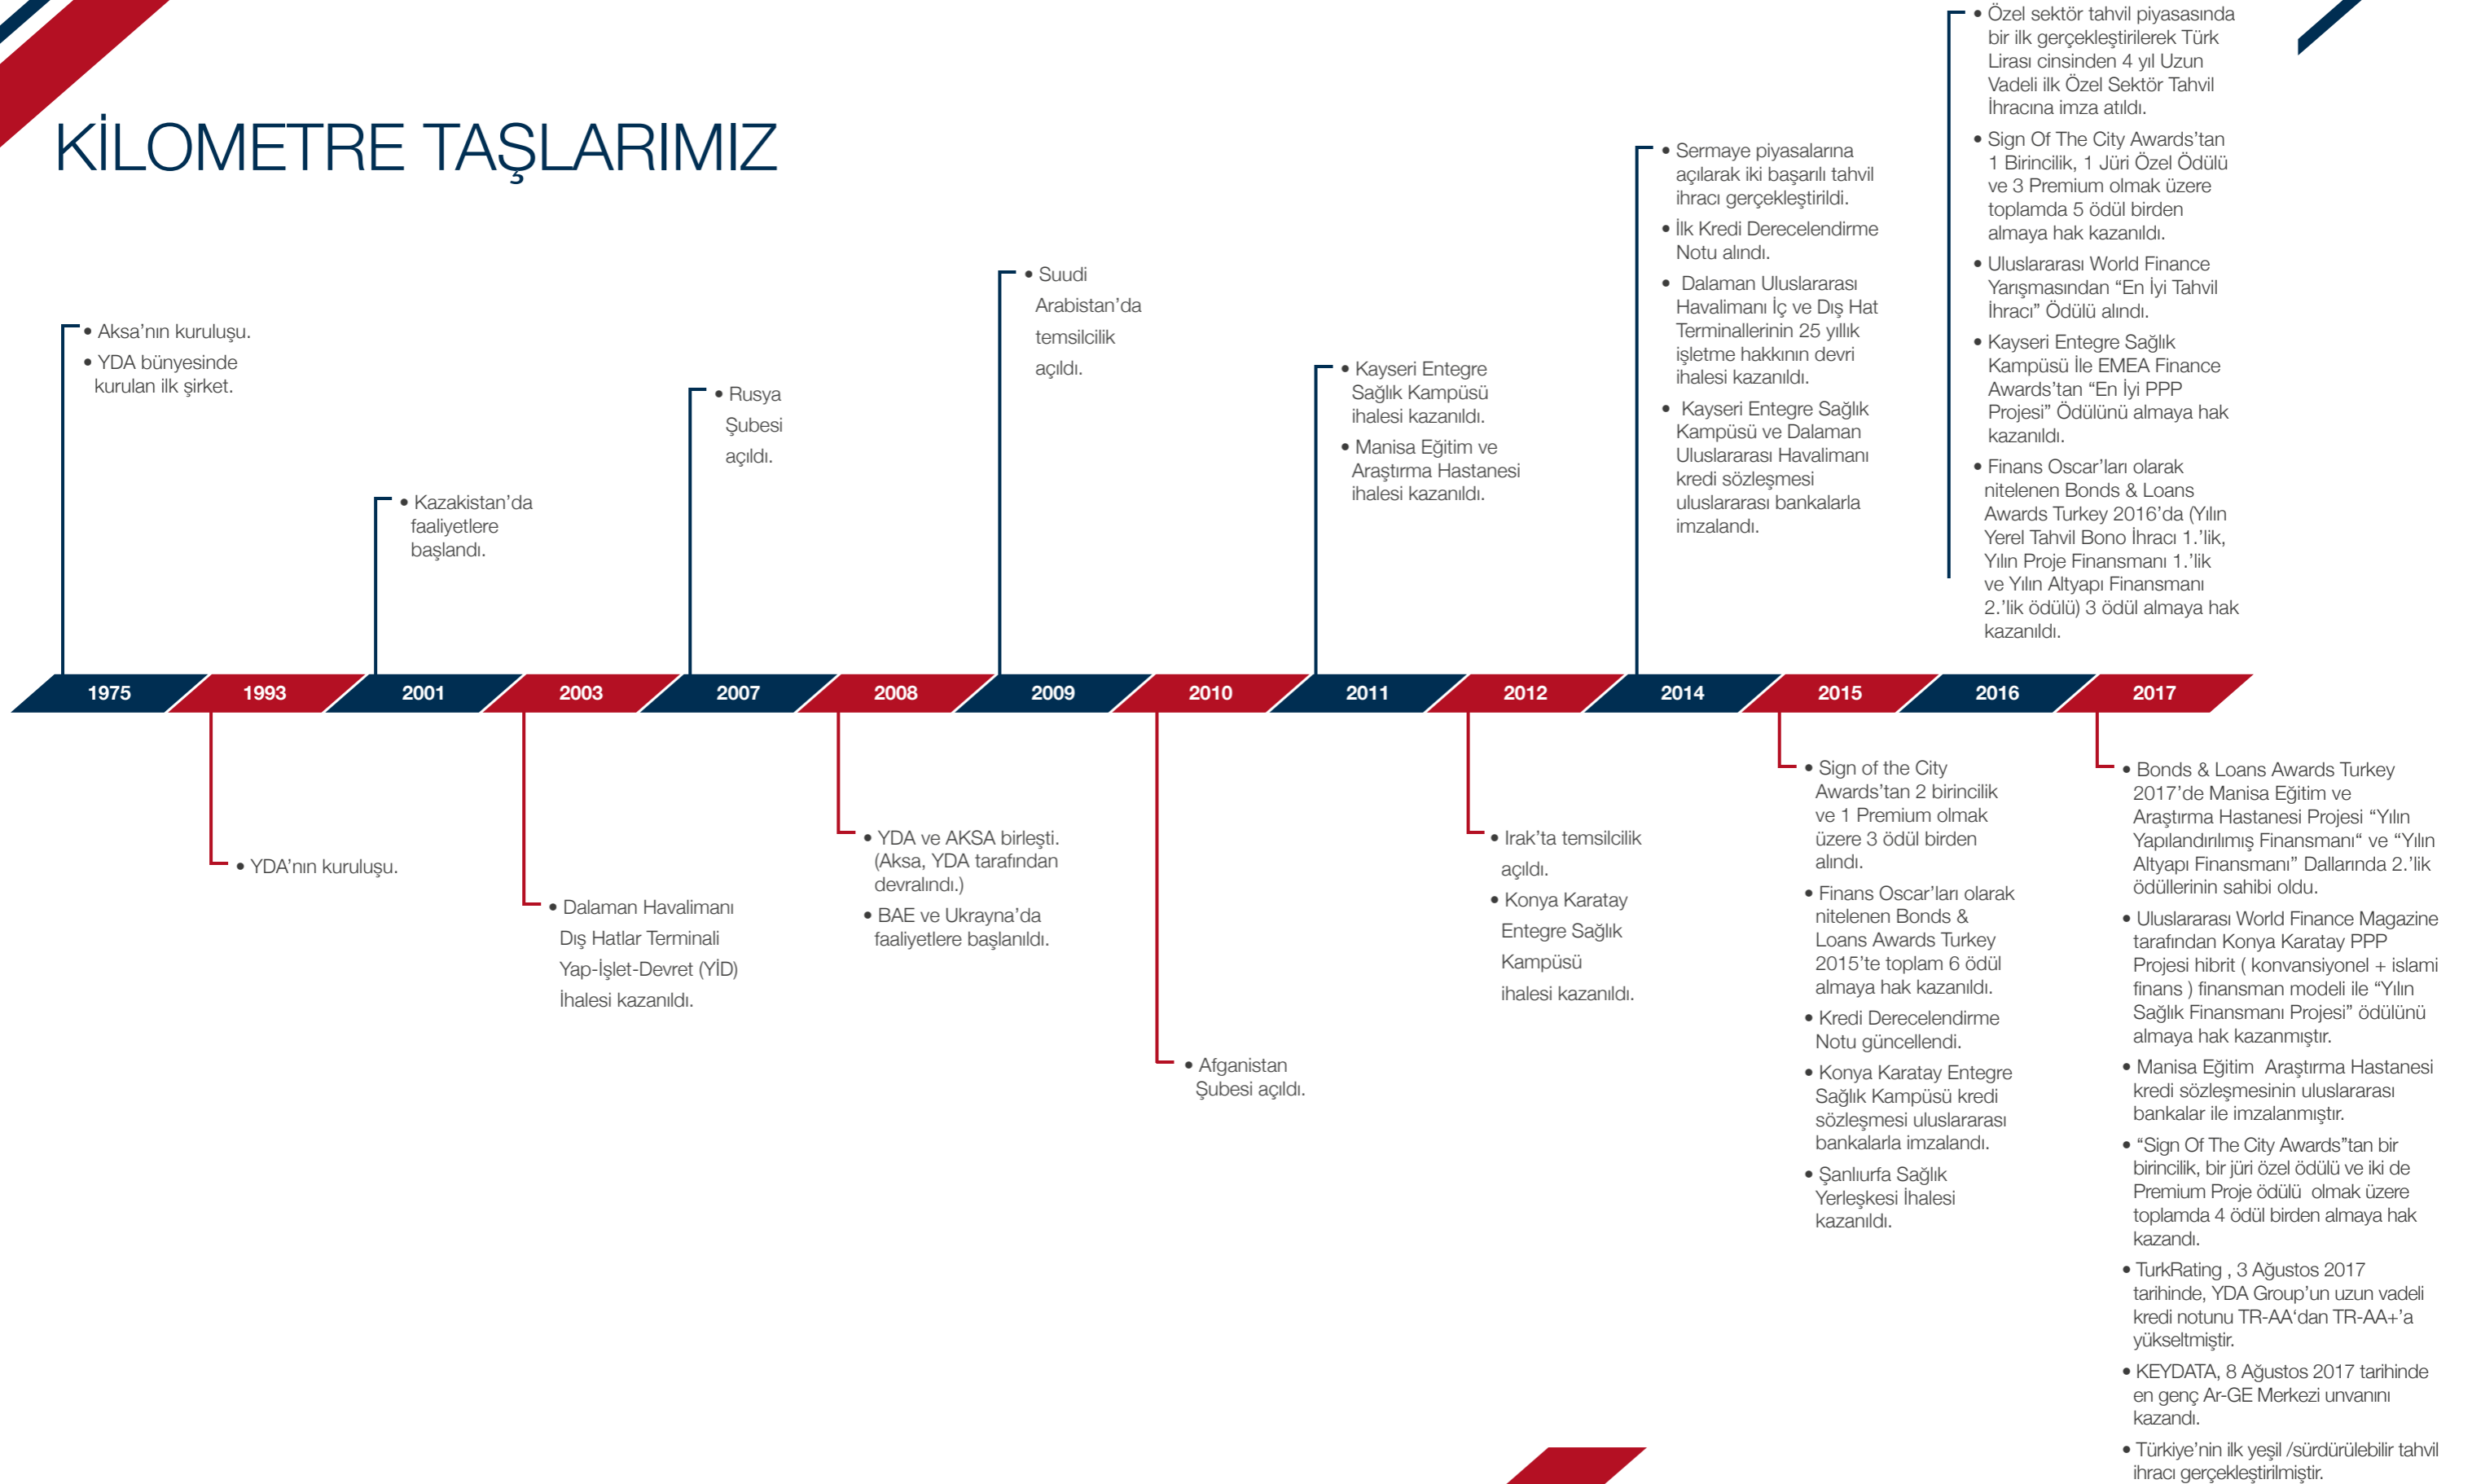 KİLOMETRE TAŞLARIMIZ
• Aksa’nın kuruluşu.
• YDA bünyesinde
kurulan ilk şirket.
• Kazakistan’da
faaliyetlere
başlandı.
• Rusya
Şubesi
açıldı.
• Suudi
Arabistan’da
temsilcilik
açıldı.
• Kayseri Entegre
Sağlık Kampüsü
ihalesi kazanıldı.
• Manisa Eğitim ve
Araştırma Hastanesi
ihalesi kazanıldı.
• Sermaye piyasalarına
açılarak iki başarılı tahvil
ihracı gerçekleştirildi.
• İlk Kredi Derecelendirme
Notu alındı.
• Dalaman Uluslararası
Havalimanı İç ve Dış Hat
Terminallerinin 25 yıllık
işletme hakkının devri
ihalesi kazanıldı.
• Kayseri Entegre Sağlık
Kampüsü ve Dalaman
Uluslararası Havalimanı
kredi sözleşmesi
uluslararası bankalarla
imzalandı.
• Özel sektör tahvil piyasasında
bir ilk gerçekleştirilerek Türk
Lirası cinsinden 4 yıl Uzun
Vadeli ilk Özel Sektör Tahvil
İhracına imza atıldı.
• Sign Of The City Awards’tan
1 Birincilik, 1 Jüri Özel Ödülü
ve 3 Premium olmak üzere
toplamda 5 ödül birden
almaya hak kazanıldı.
• Uluslararası World Finance
Yarışmasından “En İyi Tahvil
İhracı” Ödülü alındı.
• Kayseri Entegre Sağlık
Kampüsü İle EMEA Finance
Awards’tan “En İyi PPP
Projesi” Ödülünü almaya hak
kazanıldı.
• Finans Oscar’ları olarak
nitelenen Bonds & Loans
Awards Turkey 2016’da (Yılın
Yerel Tahvil Bono İhracı 1.’lik,
Yılın Proje Finansmanı 1.’lik
ve Yılın Altyapı Finansmanı
2.’lik ödülü) 3 ödül almaya hak
kazanıldı.
1975 1993 2001 2003 2007 2008 2009 2010 2011 2012 2014 2015 2016 2017
• YDA’nın kuruluşu.
• Dalaman Havalimanı
Dış Hatlar Terminali
Yap-İşlet-Devret (YİD)
İhalesi kazanıldı.
• YDA ve AKSA birleşti.
(Aksa, YDA tarafından
devralındı.)
• BAE ve Ukrayna’da
faaliyetlere başlanıldı.
• Afganistan
Şubesi açıldı.
• Irak’ta temsilcilik
açıldı.
• Konya Karatay
Entegre Sağlık
Kampüsü
ihalesi kazanıldı.
• Sign of the City
Awards’tan 2 birincilik
ve 1 Premium olmak
üzere 3 ödül birden
alındı.
• Finans Oscar’ları olarak
nitelenen Bonds &
Loans Awards Turkey
2015’te toplam 6 ödül
almaya hak kazanıldı.
• Kredi Derecelendirme
Notu güncellendi.
• Konya Karatay Entegre
Sağlık Kampüsü kredi
sözleşmesi uluslararası
bankalarla imzalandı.
• Şanlıurfa Sağlık
Yerleşkesi İhalesi
kazanıldı.
• Bonds & Loans Awards Turkey
2017’de Manisa Eğitim ve
Araştırma Hastanesi Projesi “Yılın
Yapılandırılımış Finansmanı“ ve “Yılın
Altyapı Finansmanı” Dallarında 2.’lik
ödüllerinin sahibi oldu.
• Uluslararası World Finance Magazine
tarafından Konya Karatay PPP
Projesi hibrit ( konvansiyonel + islami
finans ) finansman modeli ile “Yılın
Sağlık Finansmanı Projesi” ödülünü
almaya hak kazanmıştır.
• Manisa Eğitim  Araştırma Hastanesi
kredi sözleşmesinin uluslararası
bankalar ile imzalanmıştır.
• “Sign Of The City Awards”tan bir
birincilik, bir jüri özel ödülü ve iki de
Premium Proje ödülü  olmak üzere
toplamda 4 ödül birden almaya hak
kazandı.
• TurkRating , 3 Ağustos 2017
tarihinde, YDA Group’un uzun vadeli
kredi notunu TR-AA‘dan TR-AA+’a
yükseltmiştir.
• KEYDATA, 8 Ağustos 2017 tarihinde
en genç Ar-GE Merkezi unvanını
kazandı.
• Türkiye’nin ilk yeşil /sürdürülebilir tahvil
ihracı gerçekleştirilmiştir.